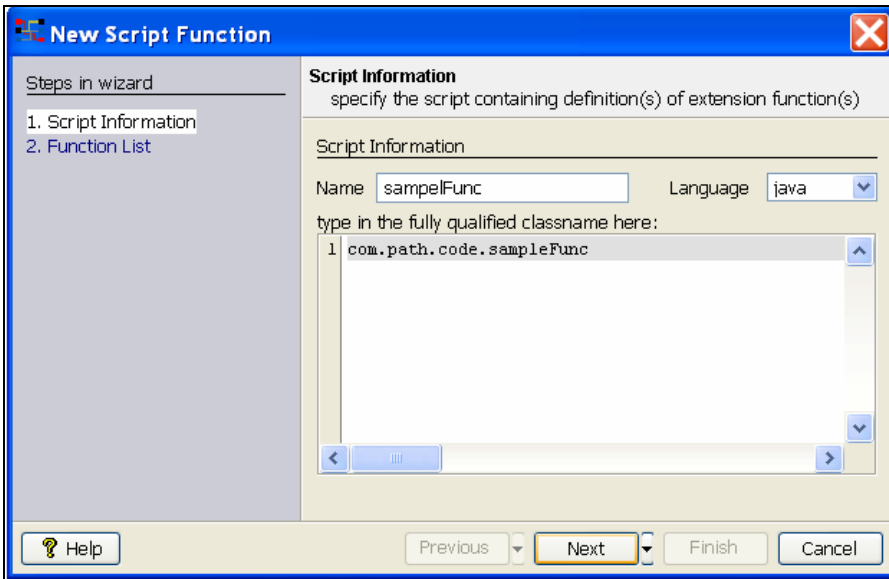 New Script Function
Steps in wizard
1. Script Information
2. Function List
Script Information
specify the script containing definition(s) of extension function(s)
Script Information
Name sampelFunc Language java
type in the fully qualified classname here:
1 com.path.code.sampleFunc
Help Previous Next Finish Cancel